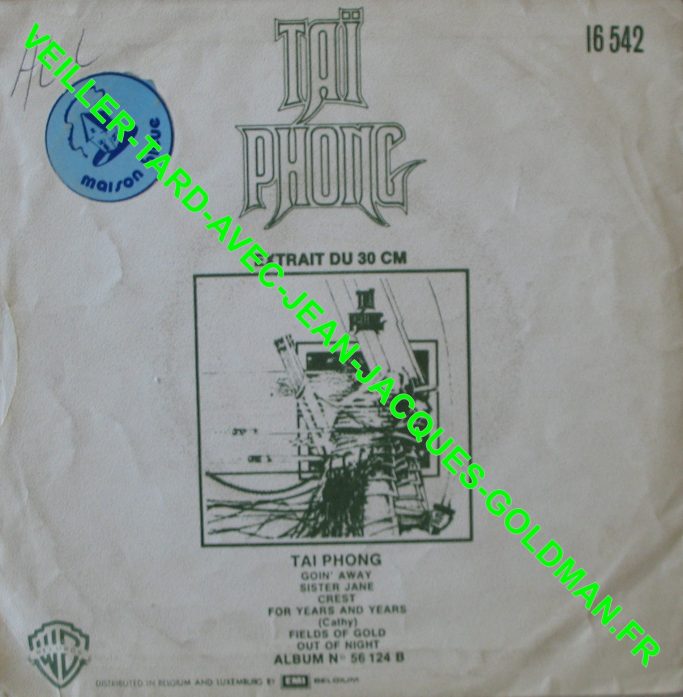 TAÏ
PHONG
16 542
maison
EXTRAIT DU 30 CM
TAÏ
PHONG
TAI PHONG
GOIN' AWAY
SISTER JANE
CREST
FOR YEARS AND YEARS
(Cathy)
FIELDS OF GOLD
OUT OF NIGHT
ALBUM N° 56 124 B
DISTRIBUTED IN BELGIUM AND LUXEMBURG BY EMI BELGIUM
VEILLER-TARD-AVEC-JEAN-JACQUES-GOLDMAN.FR